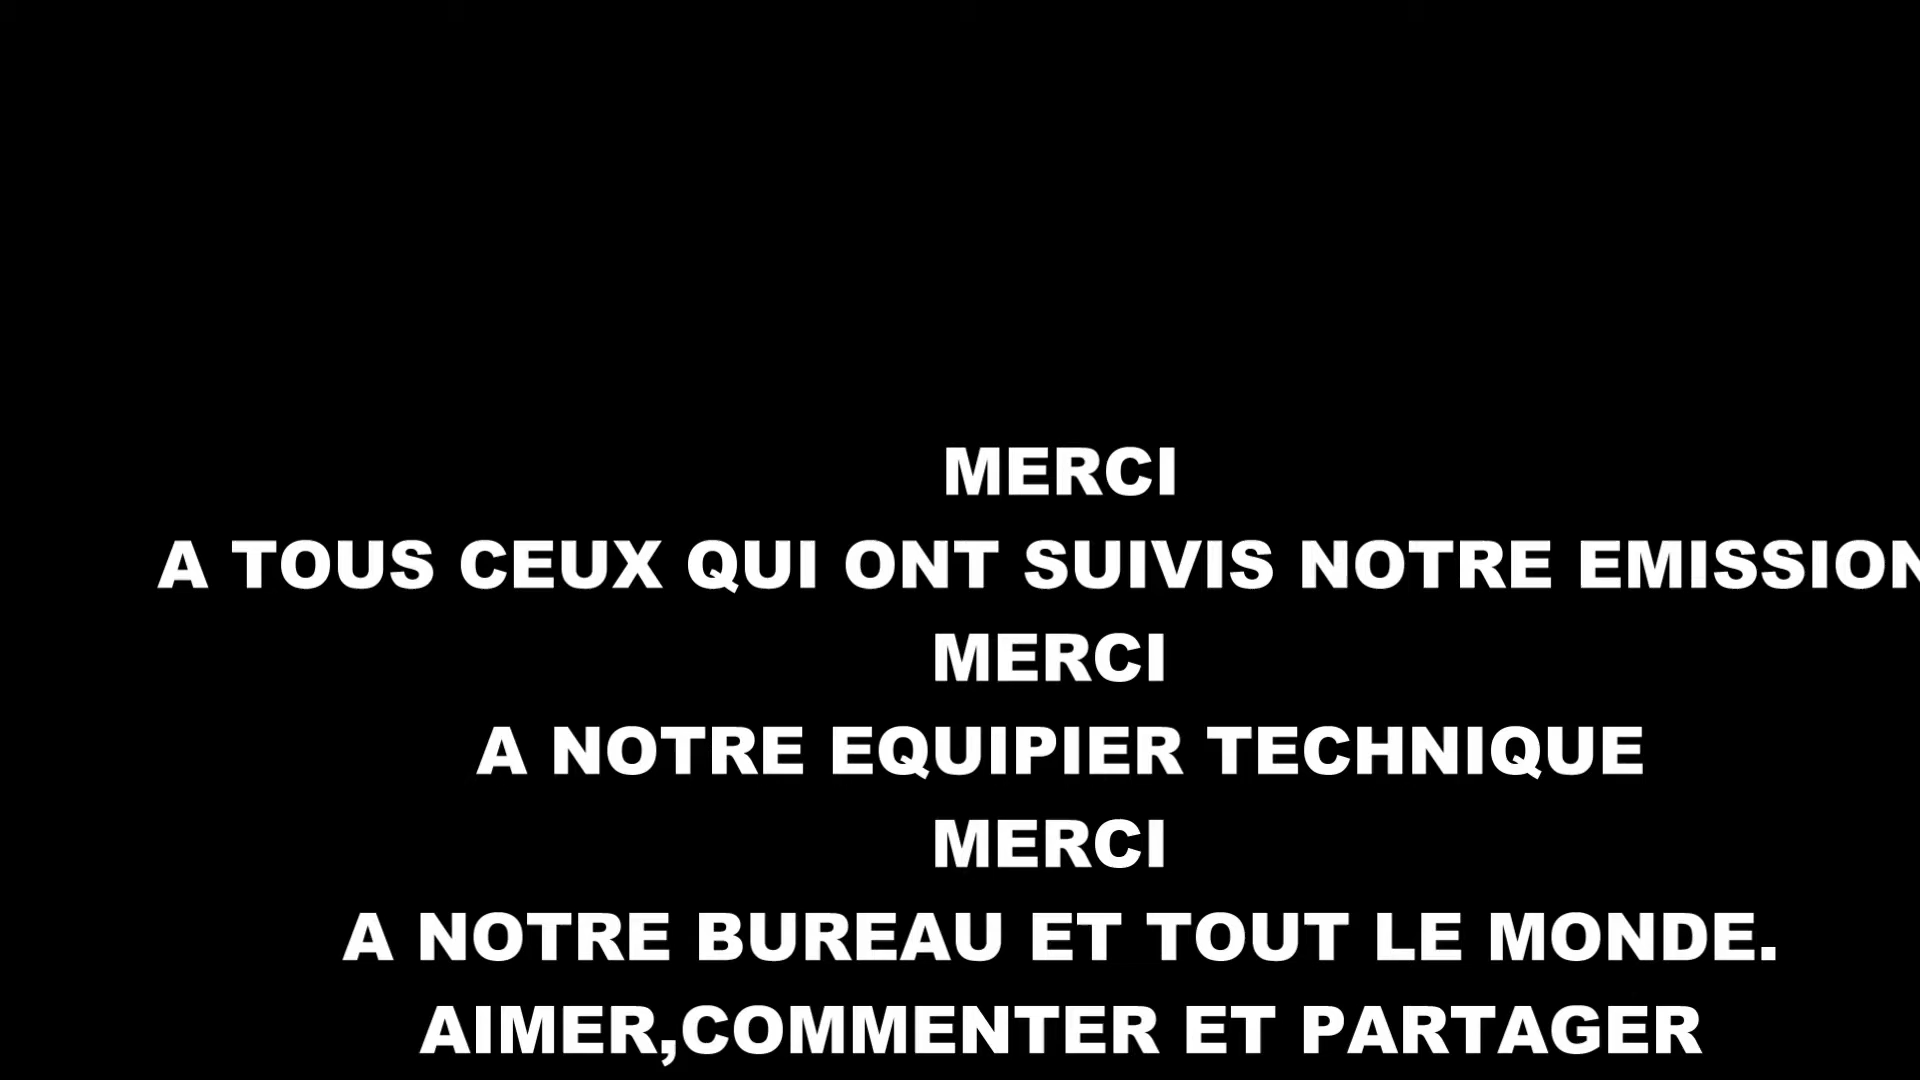 MERCI
A TOUS CEUX QUI ONT SUIVIS NOTRE EMISSION
MERCI
A NOTRE EQUIPIER TECHNIQUE
MERCI
A NOTRE BUREAU ET TOUT LE MONDE.
AIMER,COMMENTER ET PARTAGER